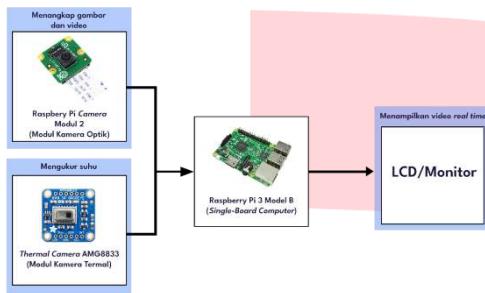 Menangkap gambar
dan video
Raspbery Pi Camera
Modul 2
(Modul Kamera Optik)
Mengukur suhu
Thermal Camera AMG8833
(Modul Kamera Termal)
Raspberry Pi 3 Model B
(Single-Board Computer)
Menampilkan video real time
LCD/Monitor